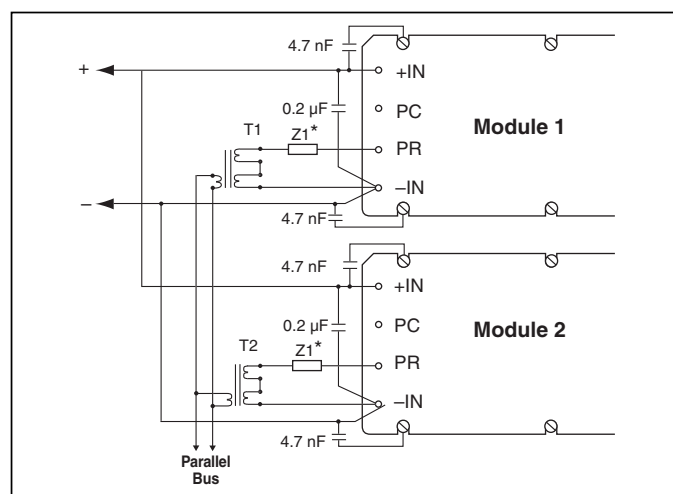 4.7 nF
+
+IN
0.2 µF
PC
Module 1
T1
Z1*
PR
–IN
–
4.7 nF
4.7 nF
+IN
0.2 µF
PC
Module 2
T2
Z1*
PR
–IN
4.7 nF
Parallel
Bus